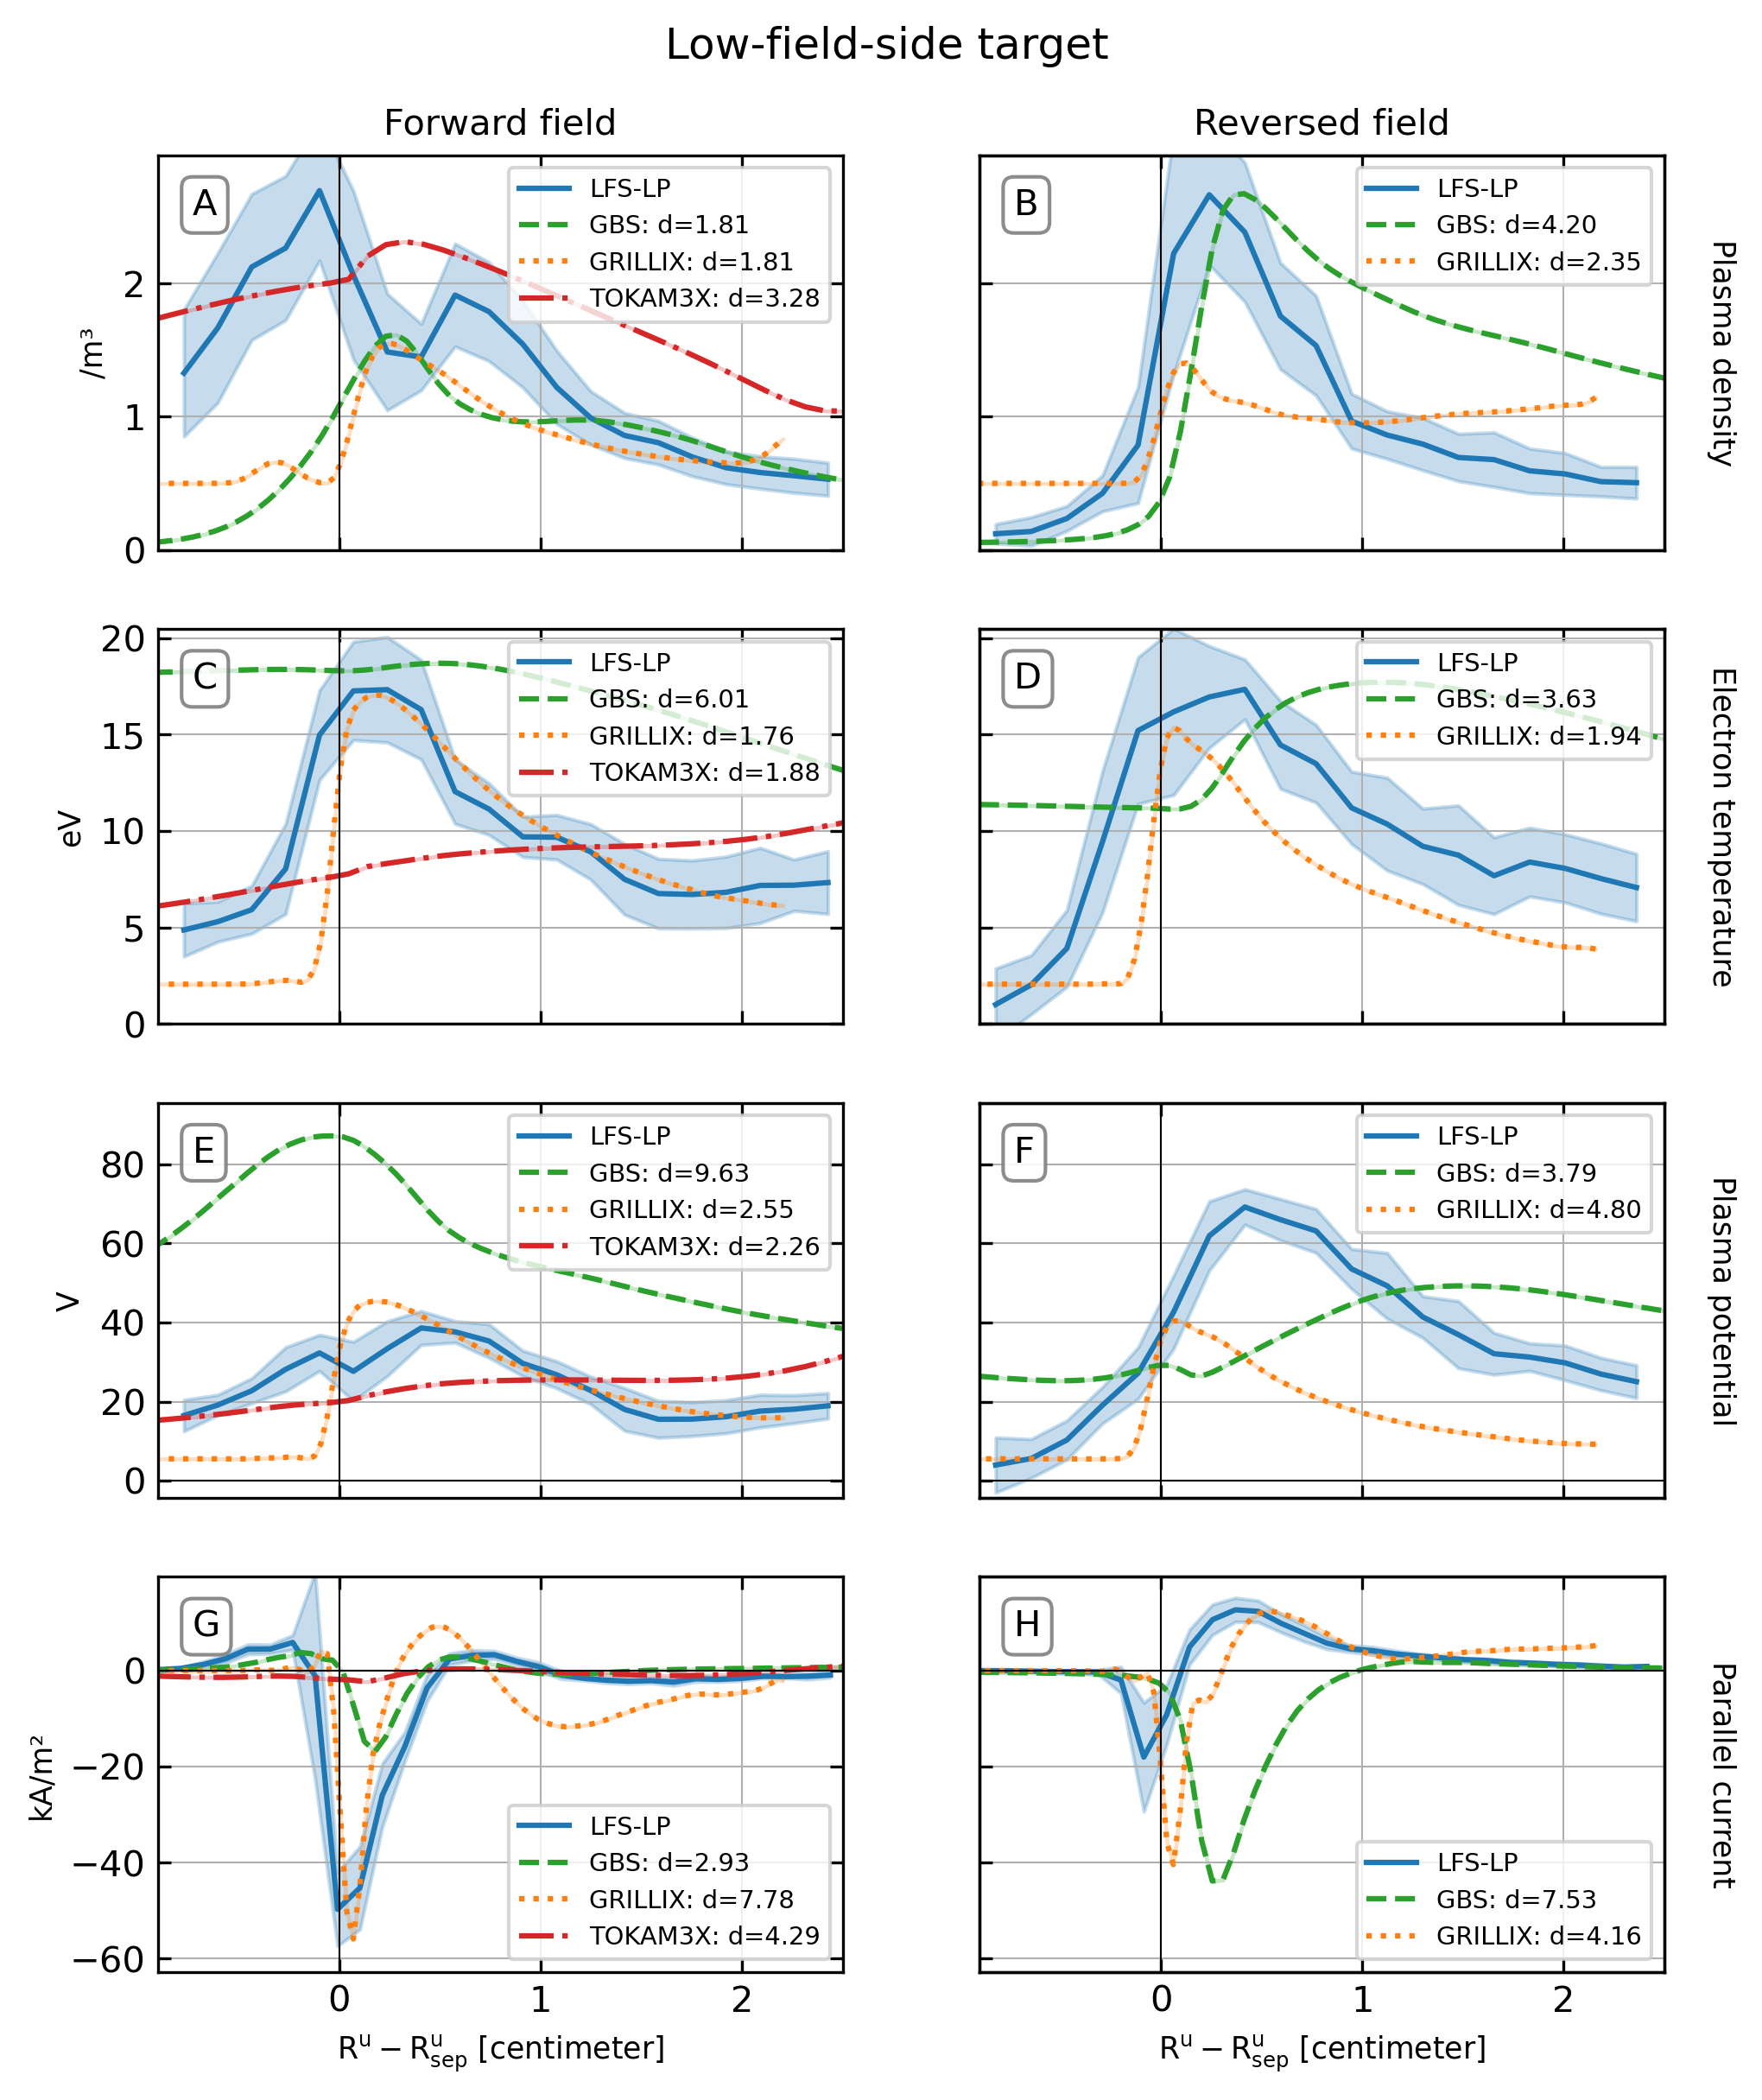 Low-field-side target
Forward field
Reversed field
A
LFS-LP
GBS: d=1.81
GRILLIX: d=1.81
TOKAM3X: d=3.28
2
1
0
/m³
B
LFS-LP
GBS: d=4.20
GRILLIX: d=2.35
Plasma density
C
LFS-LP
GBS: d=6.01
GRILLIX: d=1.76
TOKAM3X: d=1.88
20
15
10
5
0
eV
D
LFS-LP
GBS: d=3.63
GRILLIX: d=1.94
Electron temperature
E
LFS-LP
GBS: d=9.63
GRILLIX: d=2.55
TOKAM3X: d=2.26
80
60
40
20
0
V
F
LFS-LP
GBS: d=3.79
GRILLIX: d=4.80
Plasma potential
G
LFS-LP
GBS: d=2.93
GRILLIX: d=7.78
TOKAM3X: d=4.29
0
−20
−40
−60
kA/m²
H
LFS-LP
GBS: d=7.53
GRILLIX: d=4.16
Parallel current
0 1 2
0 1 2
Rᵘ − Rᵘsep [centimeter]
Rᵘ − Rᵘsep [centimeter]